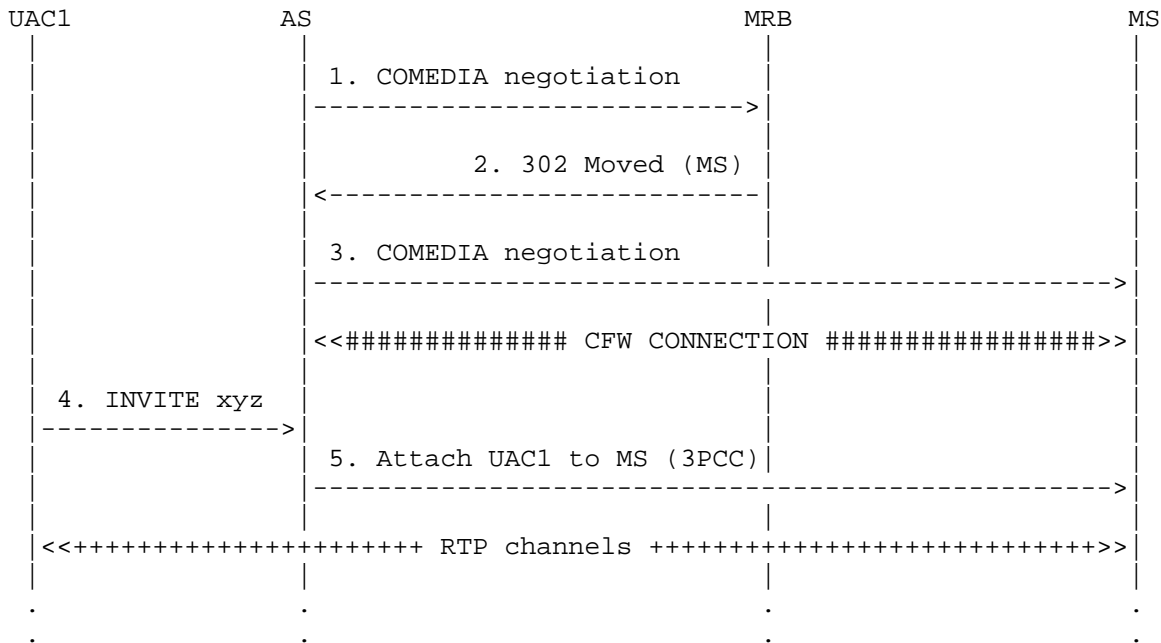 UAC1 AS MRB MS
1. COMEDIA negotiation
2. 302 Moved (MS)
3. COMEDIA negotiation
<<############## CFW CONNECTION #################>>
4. INVITE xyz
5. Attach UAC1 to MS (3PCC)
<<++++++++++++++++++++++ RTP channels ++++++++++++++++++++++++++++>>